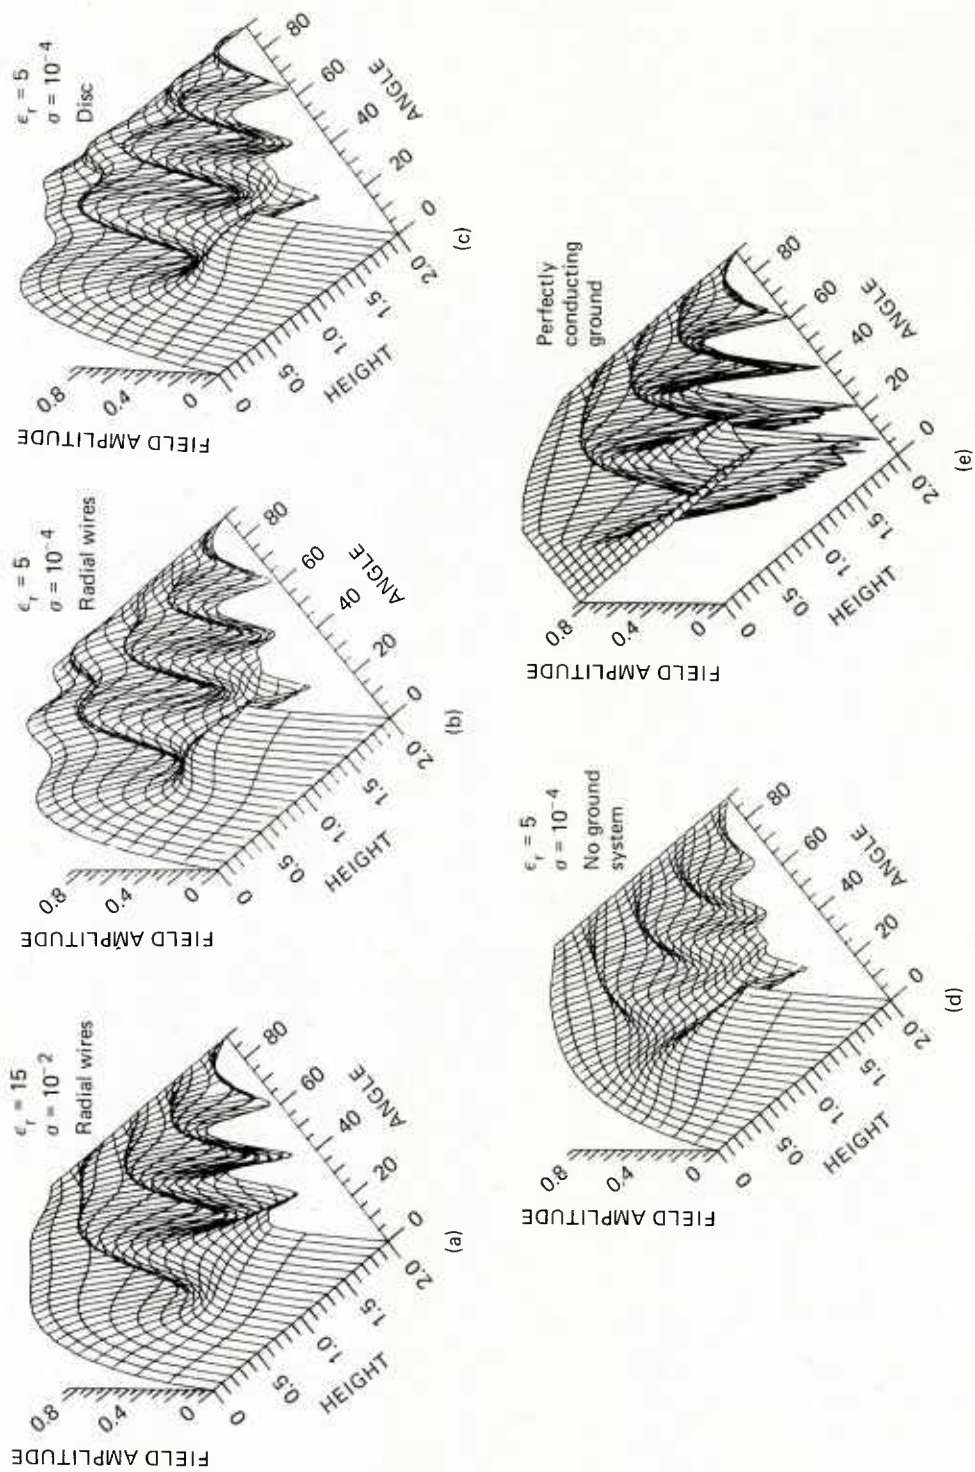 ϵr = 15
σ = 10⁻²
Radial wires
FIELD AMPLITUDE
0.8
0.4
0
0
0.5
1.0
1.5
2.0
HEIGHT
0
20
40
60
80
ANGLE
(a)
ϵr = 5
σ = 10⁻⁴
Radial wires
FIELD AMPLITUDE
0.8
0.4
0
0
0.5
1.0
1.5
2.0
HEIGHT
0
20
40
60
80
ANGLE
(b)
ϵr = 5
σ = 10⁻⁴
Disc
FIELD AMPLITUDE
0.8
0.4
0
0
0.5
1.0
1.5
2.0
HEIGHT
0
20
40
60
80
ANGLE
(c)
ϵr = 5
σ = 10⁻⁴
No ground
system
FIELD AMPLITUDE
0.8
0.4
0
0
0.5
1.0
1.5
2.0
HEIGHT
0
20
40
60
80
ANGLE
(d)
Perfectly
conducting
ground
FIELD AMPLITUDE
0.8
0.4
0
0
0.5
1.0
1.5
2.0
HEIGHT
0
20
40
60
80
ANGLE
(e)